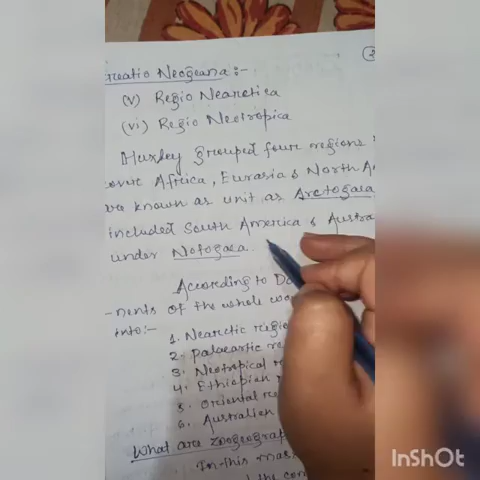 Creatio Neogeana:-
(v) Regio Nearctica
(vi) Regio Neotropica
Huxley grouped four regions
Africa, Eurasia & North
known as unit as Arctogaea
included South America &
under Notogaea.
According to
-nents of the whole
into:-
1. Nearctic
2. Palaearctic
3. Neotropical
4. Ethiopian
5. Oriental
6. Australian
What are
In this
the
InShOt